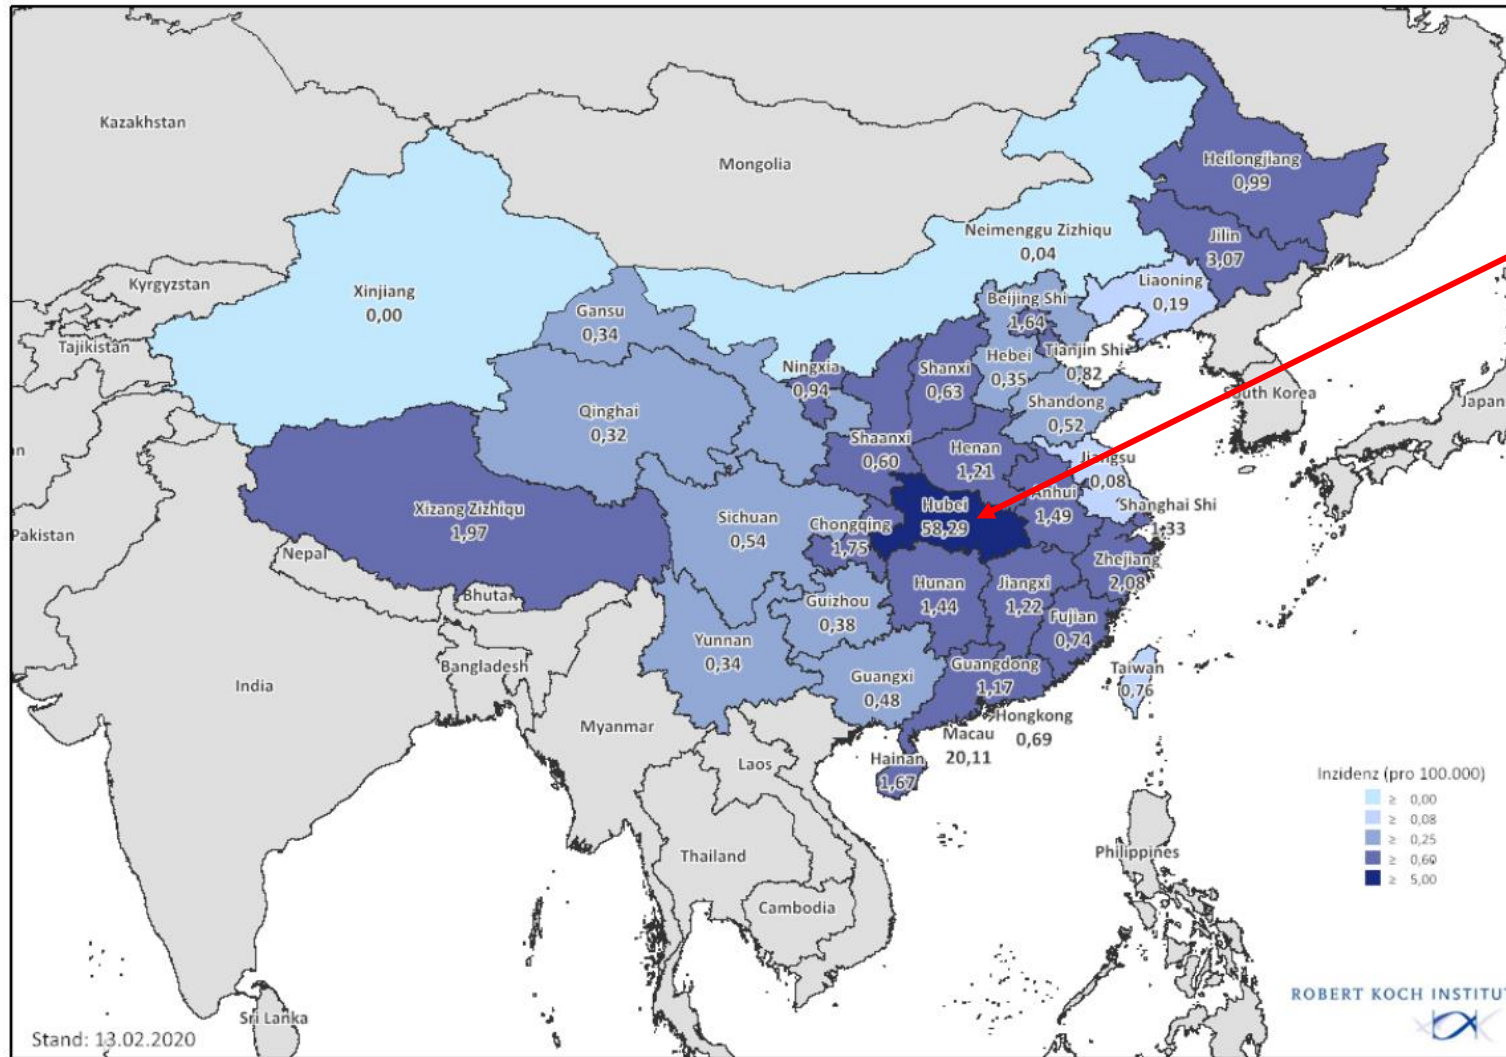 Kazakhstan
Mongolia
Heilongjiang
0,99
Jilin
3,07
Neimenggu Zizhiqu
0,04
Kyrgyzstan
Xinjiang
0,00
Liaoning
0,19
Gansu
0,34
Beijing Shi
1,64
Tajikistan
Tianjin Shi
0,82
Hebei
0,35
Ningxia
0,94
Shanxi
0,63
South Korea
Japan
Qinghai
0,32
Shandong
0,52
n
Shaanxi
0,60
Henan
1,21
Jiangsu
0,08
Anhui
1,49
Hubei
58,29
Shanghai Shi
1,33
Xizang Zizhiqu
1,97
Sichuan
0,54
Chongqing
1,75
Pakistan
Nepal
Zhejiang
2,08
Hunan
1,44
Jiangxi
1,22
Bhutan
Guizhou
0,38
Fujian
0,74
Yunnan
0,34
Bangladesh
Guangxi
0,48
Guangdong
1,17
Taiwan
0,76
India
Hongkong
0,69
Macau
20,11
Myanmar
Laos
Hainan
1,67
Inzidenz (pro 100.000)
≥ 0,00
≥ 0,08
≥ 0,25
≥ 0,60
≥ 5,00
Thailand
Philippines
Cambodia
Sri Lanka
Stand: 13.02.2020
ROBERT KOCH INSTITUT